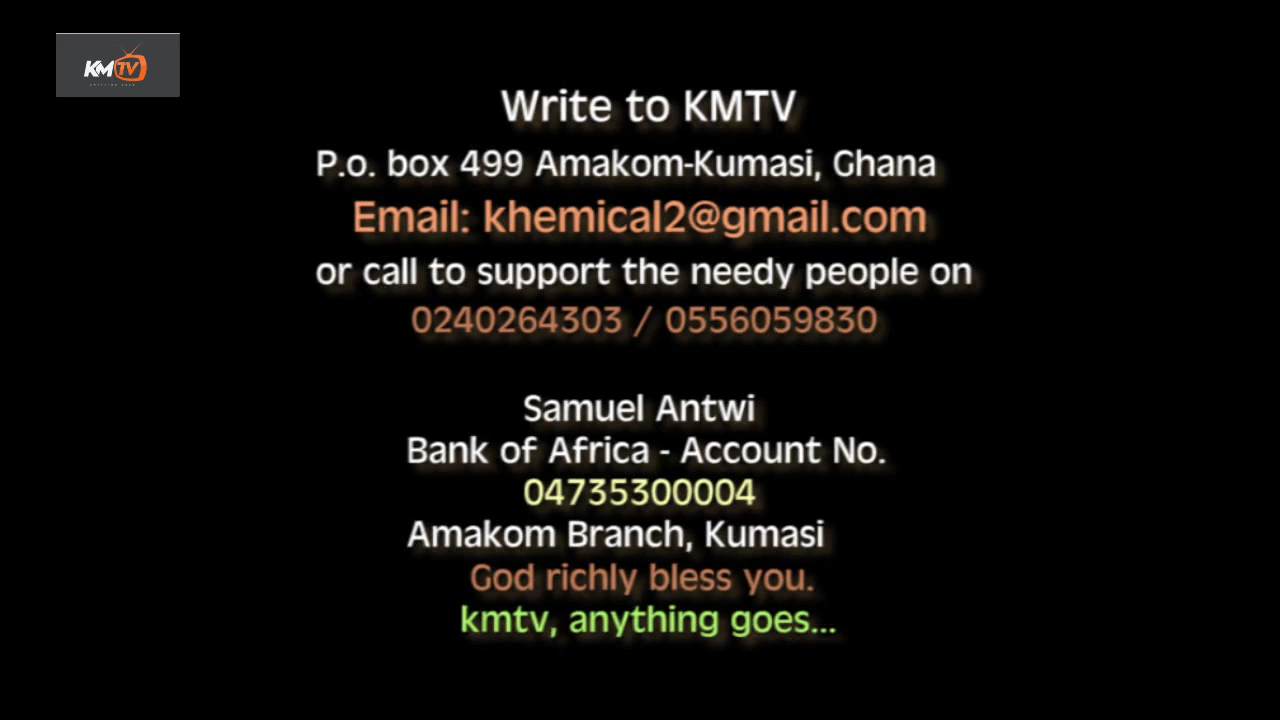 KMTV
Write to KMTV
P.o. box 499 Amakom-Kumasi, Ghana
Email: khemical2@gmail.com
or call to support the needy people on
0240264303 / 0556059830
Samuel Antwi
Bank of Africa - Account No.
04735300004
Amakom Branch, Kumasi
God richly bless you.
kmtv, anything goes...